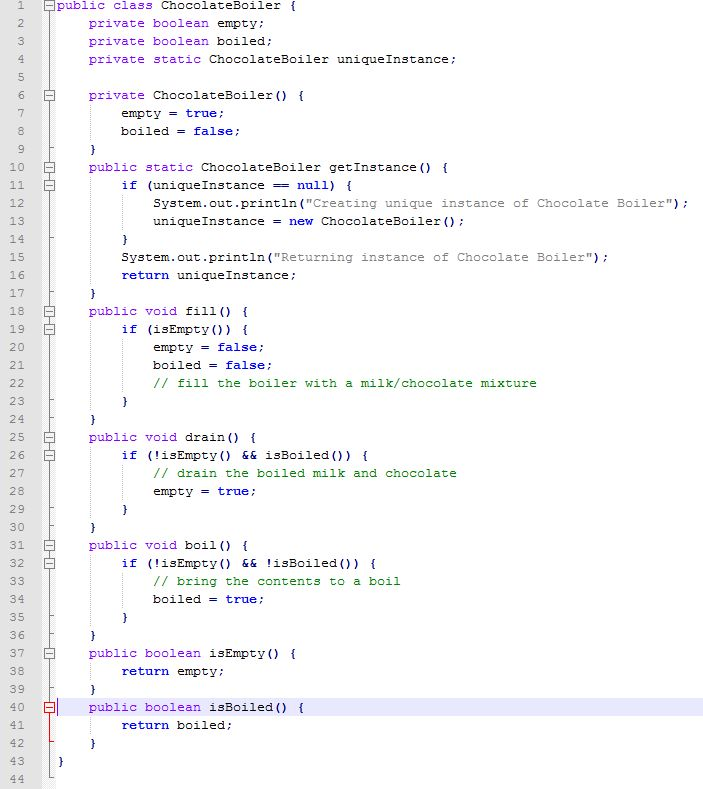 1 public class ChocolateBoiler {
2     private boolean empty;
3     private boolean boiled;
4     private static ChocolateBoiler uniqueInstance;
5
6     private ChocolateBoiler() {
7         empty = true;
8         boiled = false;
9     }
10     public static ChocolateBoiler getInstance() {
11         if (uniqueInstance == null) {
12             System.out.println("Creating unique instance of Chocolate Boiler");
13             uniqueInstance = new ChocolateBoiler();
14         }
15         System.out.println("Returning instance of Chocolate Boiler");
16         return uniqueInstance;
17     }
18     public void fill() {
19         if (isEmpty()) {
20             empty = false;
21             boiled = false;
22             // fill the boiler with a milk/chocolate mixture
23         }
24     }
25     public void drain() {
26         if (!isEmpty() && isBoiled()) {
27             // drain the boiled milk and chocolate
28             empty = true;
29         }
30     }
31     public void boil() {
32         if (!isEmpty() && !isBoiled()) {
33             // bring the contents to a boil
34             boiled = true;
35         }
36     }
37     public boolean isEmpty() {
38         return empty;
39     }
40     public boolean isBoiled() {
41         return boiled;
42     }
43 }
44